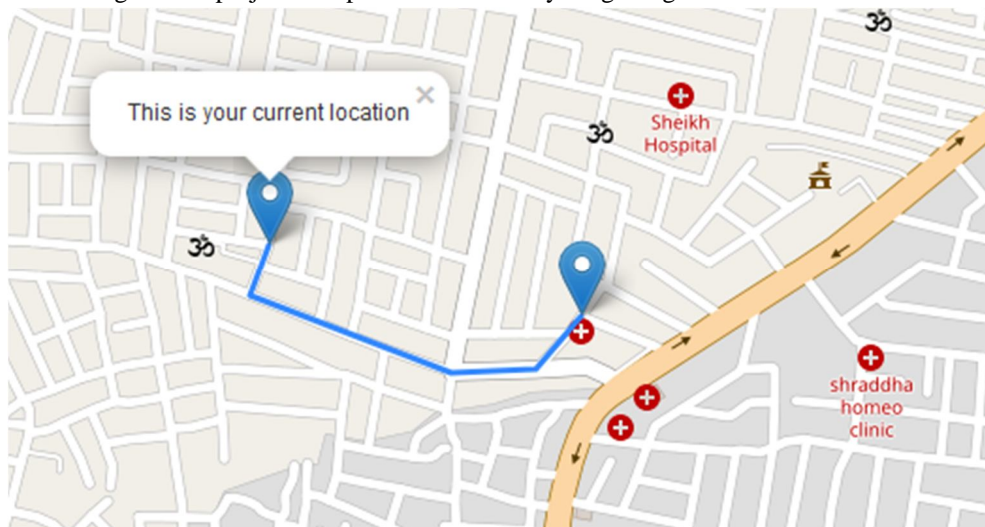 This is your current location
×
ॐ
ॐ
Sheikh
Hospital
ॐ
shraddha
homeo
clinic